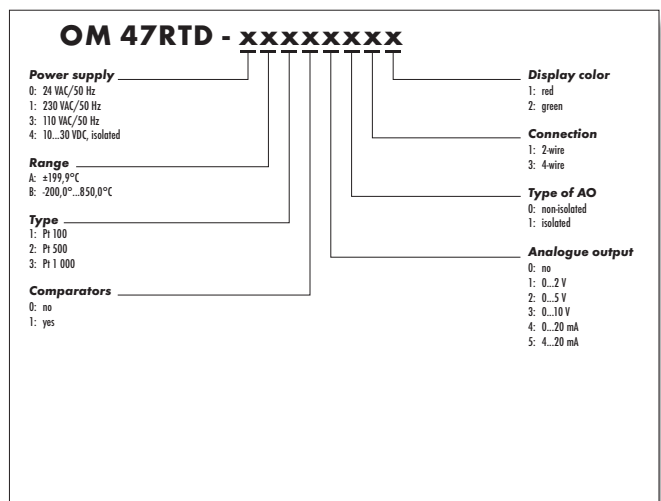 OM 47RTD - xxxxxxxx
Power supply
0: 24 VAC/50 Hz
1: 230 VAC/50 Hz
3: 110 VAC/50 Hz
4: 10...30 VDC, isolated
Range
A: ±199,9°C
B: -200,0°...850,0°C
Type
1: Pt 100
2: Pt 500
3: Pt 1 000
Comparators
0: no
1: yes
Display color
1: red
2: green
Connection
1: 2-wire
3: 4-wire
Type of AO
0: non-isolated
1: isolated
Analogue output
0: no
1: 0...2 V
2: 0...5 V
3: 0...10 V
4: 0...20 mA
5: 4...20 mA